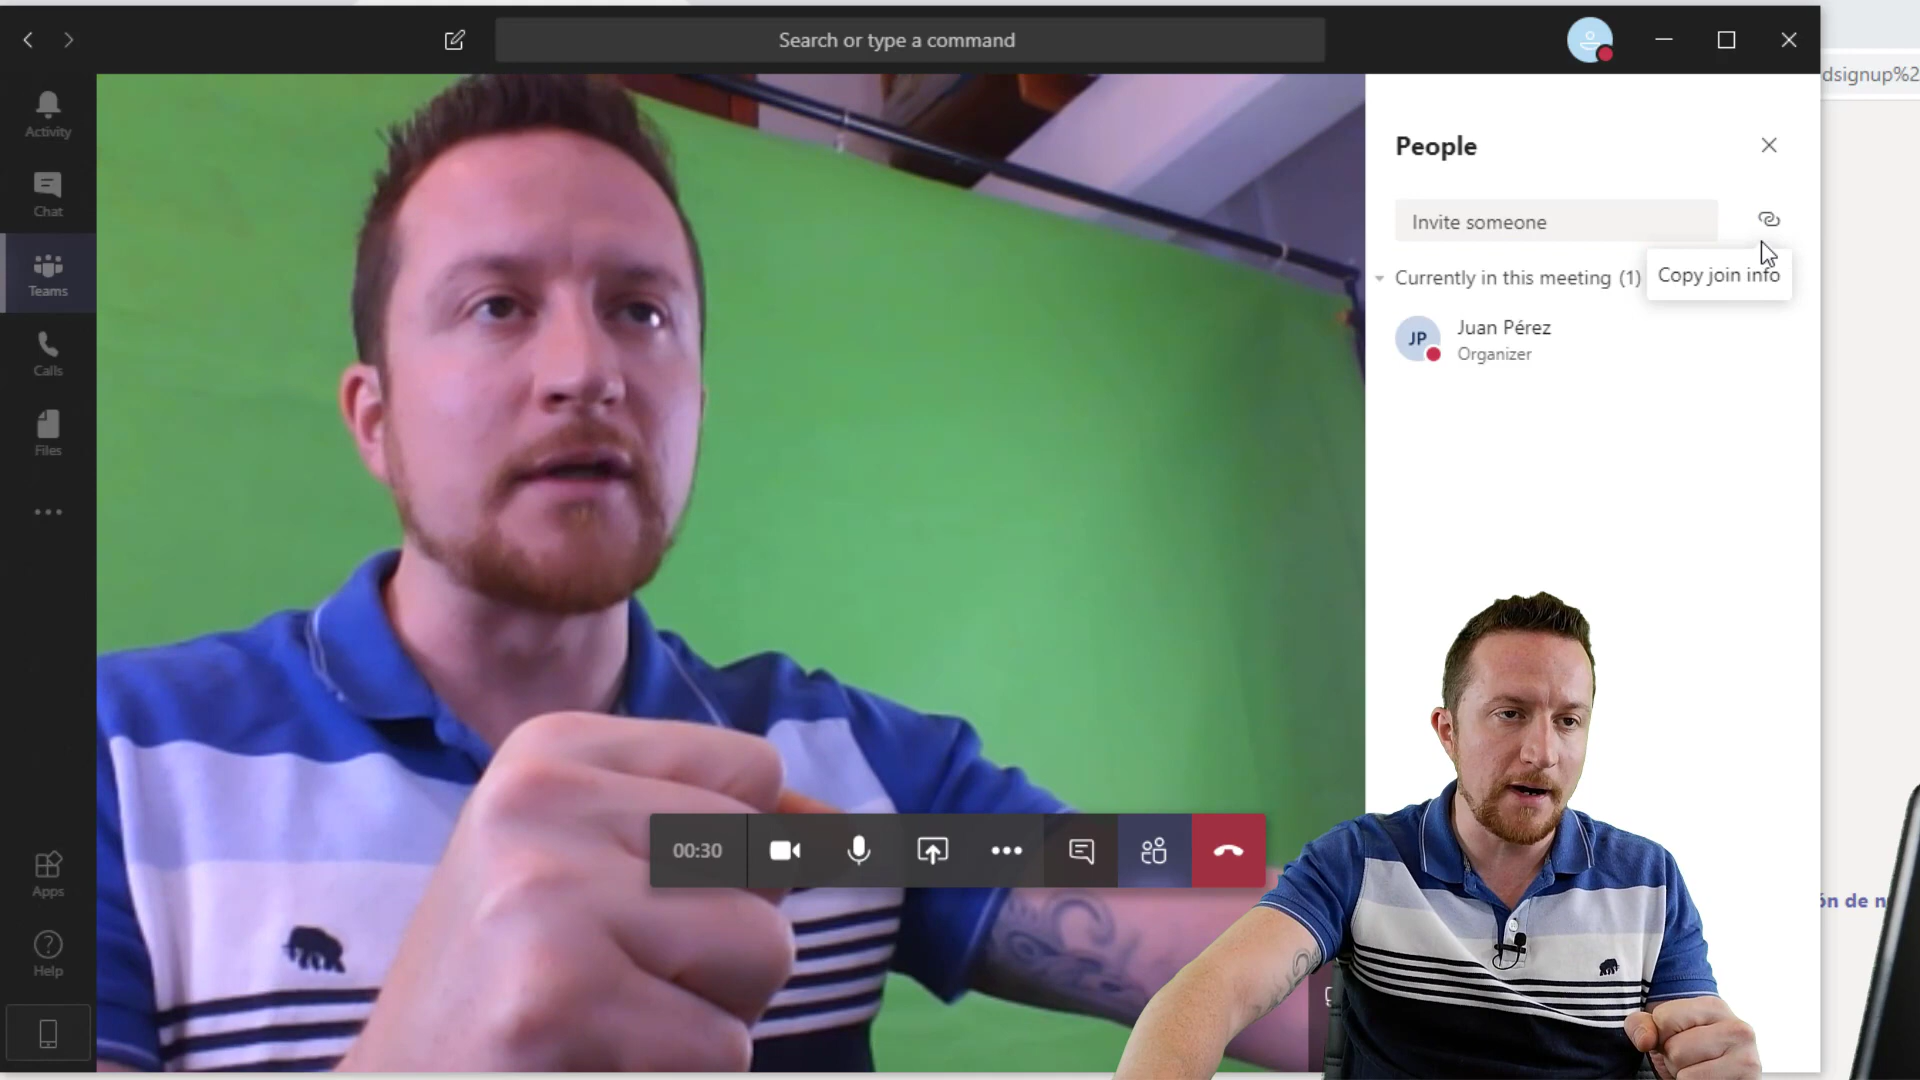 Search or type a command
dsignup%2
Activity
Chat
Teams
Calls
Files
Apps
Help
People
Invite someone
Currently in this meeting (1)
Copy join info
JP
Juan Pérez
Organizer
00:30
ón de n